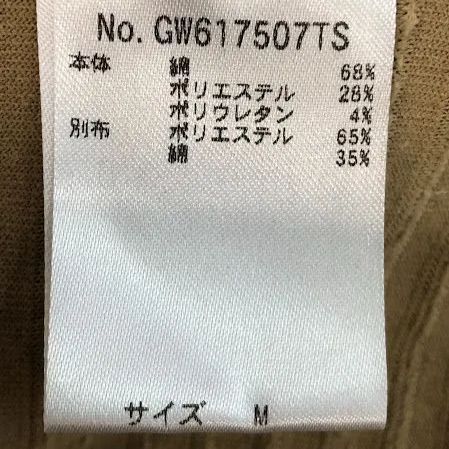 No. GW617507TS
本体 綿 68%
ポリエステル 28%
ポリウレタン 4%
別布 ポリエステル 65%
綿 35%
サイズ M